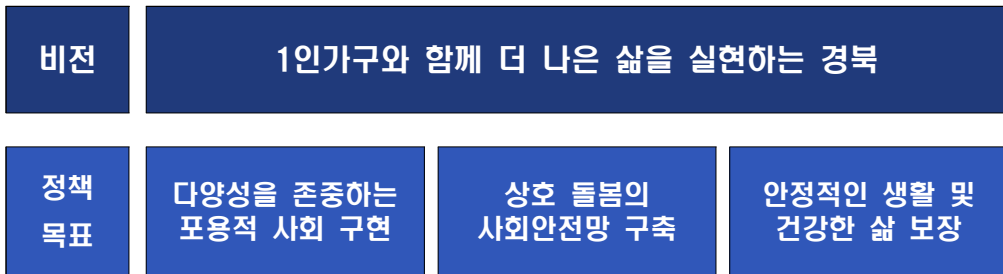 비전
1인가구와 함께 더 나은 삶을 실현하는 경북
정책
목표
다양성을 존중하는
포용적 사회 구현
상호 돌봄의
사회안전망 구축
안정적인 생활 및
건강한 삶 보장